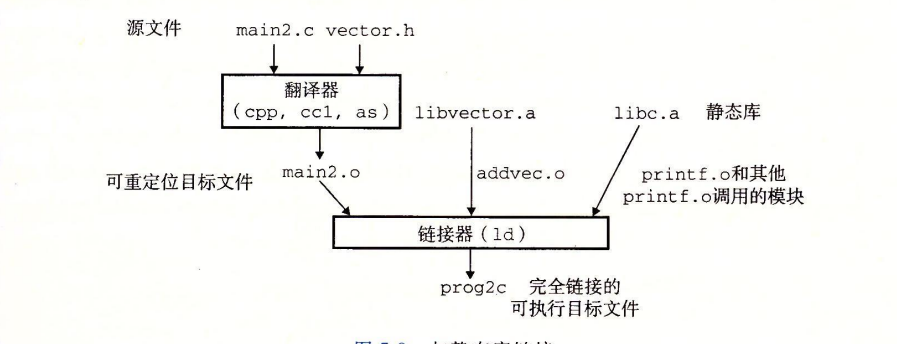 源文件 main2.c vector.h
翻译器
(cpp, cc1, as)
libvector.a
libc.a 静态库
可重定位目标文件
main2.o
addvec.o
printf.o和其他
printf.o调用的模块
链接器(ld)
prog2c 完全链接的
可执行目标文件